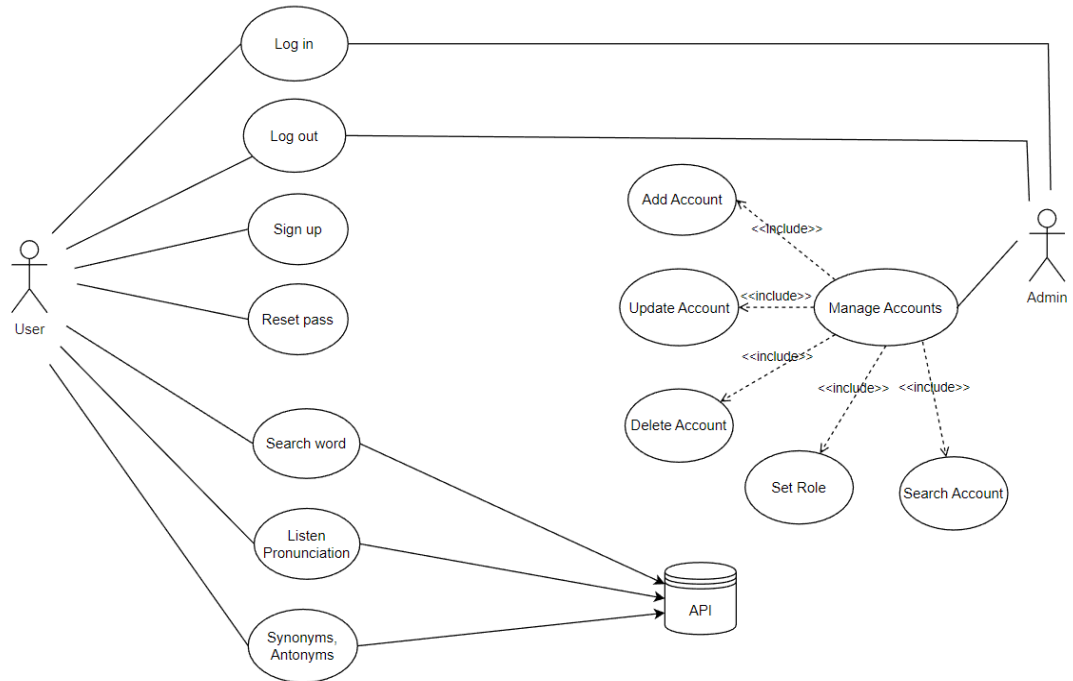 Log in
Log out
Sign up
Reset pass
User
Search word
Listen
Pronunciation
Synonyms,
Antonyms
API
Add Account
<<include>>
Update Account
<<include>>
Manage Accounts
<<include>>
Delete Account
<<include>>
<<include>>
Set Role
Search Account
Admin